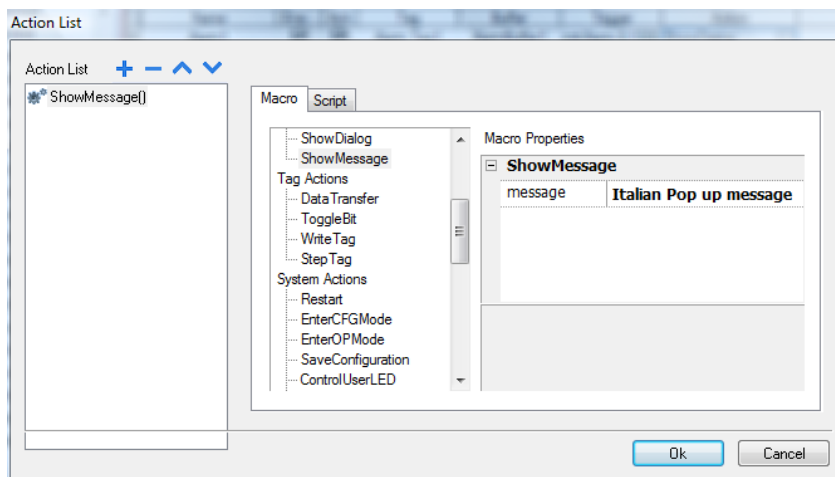 Action List
Action List
ShowMessage()
Macro
Script
ShowDialog
ShowMessage
Tag Actions
DataTransfer
ToggleBit
WriteTag
StepTag
System Actions
Restart
EnterCFGMode
EnterOPMode
SaveConfiguration
ControlUserLED
Macro Properties
ShowMessage
message Italian Pop up message
Ok
Cancel